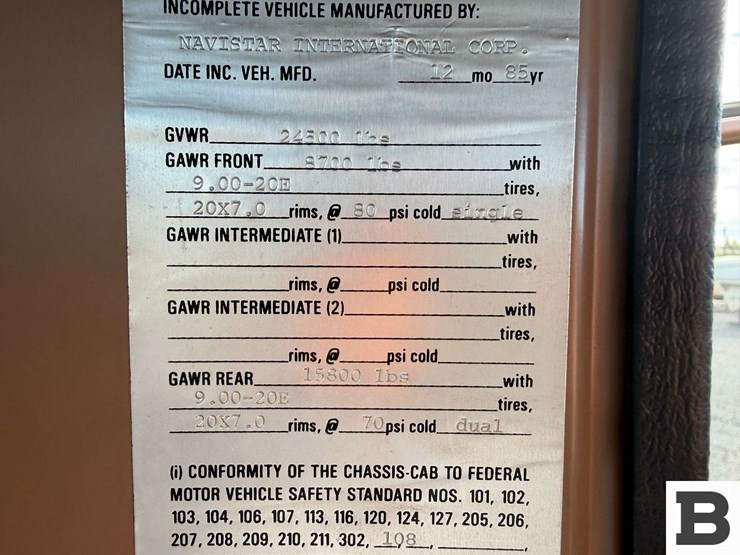 INCOMPLETE VEHICLE MANUFACTURED BY:
NAVISTAR INTERNATIONAL CORP.
DATE INC. VEH. MFD. 12 mo 85 yr
GVWR 24500 lbs
GAWR FRONT 8700 lbs with
9.00-20E tires,
20X7.0 rims, @ 80 psi cold single
GAWR INTERMEDIATE (1) with
tires,
rims, @ psi cold
GAWR INTERMEDIATE (2) with
tires,
rims, @ psi cold
GAWR REAR 15800 lbs with
9.00-20E tires,
20X7.0 rims, @ 70 psi cold dual
(i) CONFORMITY OF THE CHASSIS-CAB TO FEDERAL
MOTOR VEHICLE SAFETY STANDARD NOS. 101, 102,
103, 104, 106, 107, 113, 116, 120, 124, 127, 205, 206,
207, 208, 209, 210, 211, 302, 108, ,
B